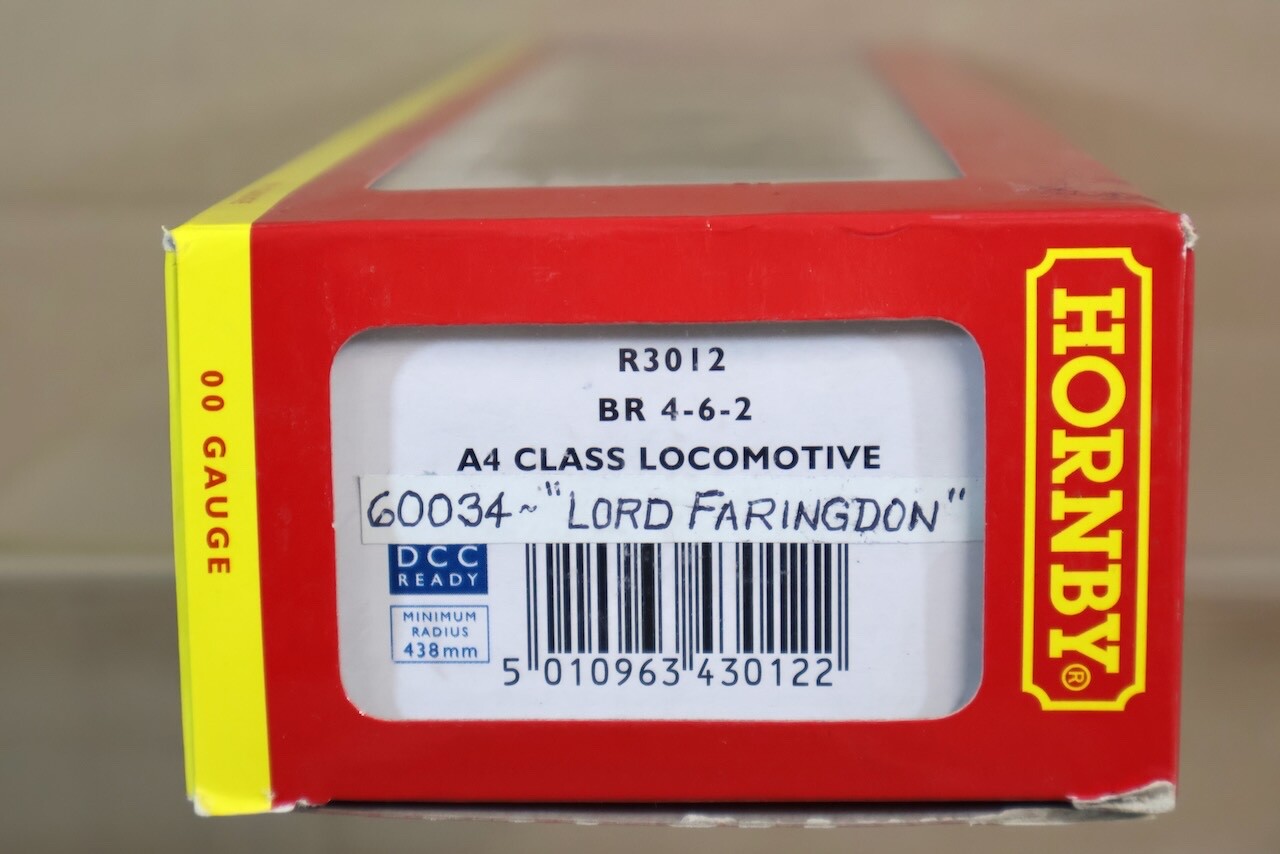 R3012
BR 4-6-2
A4 CLASS LOCOMOTIVE
60034~"LORD FARINGDON"
DCC
READY
MINIMUM
RADIUS
438mm
5 010963 430122
00 GAUGE
HORNBY®